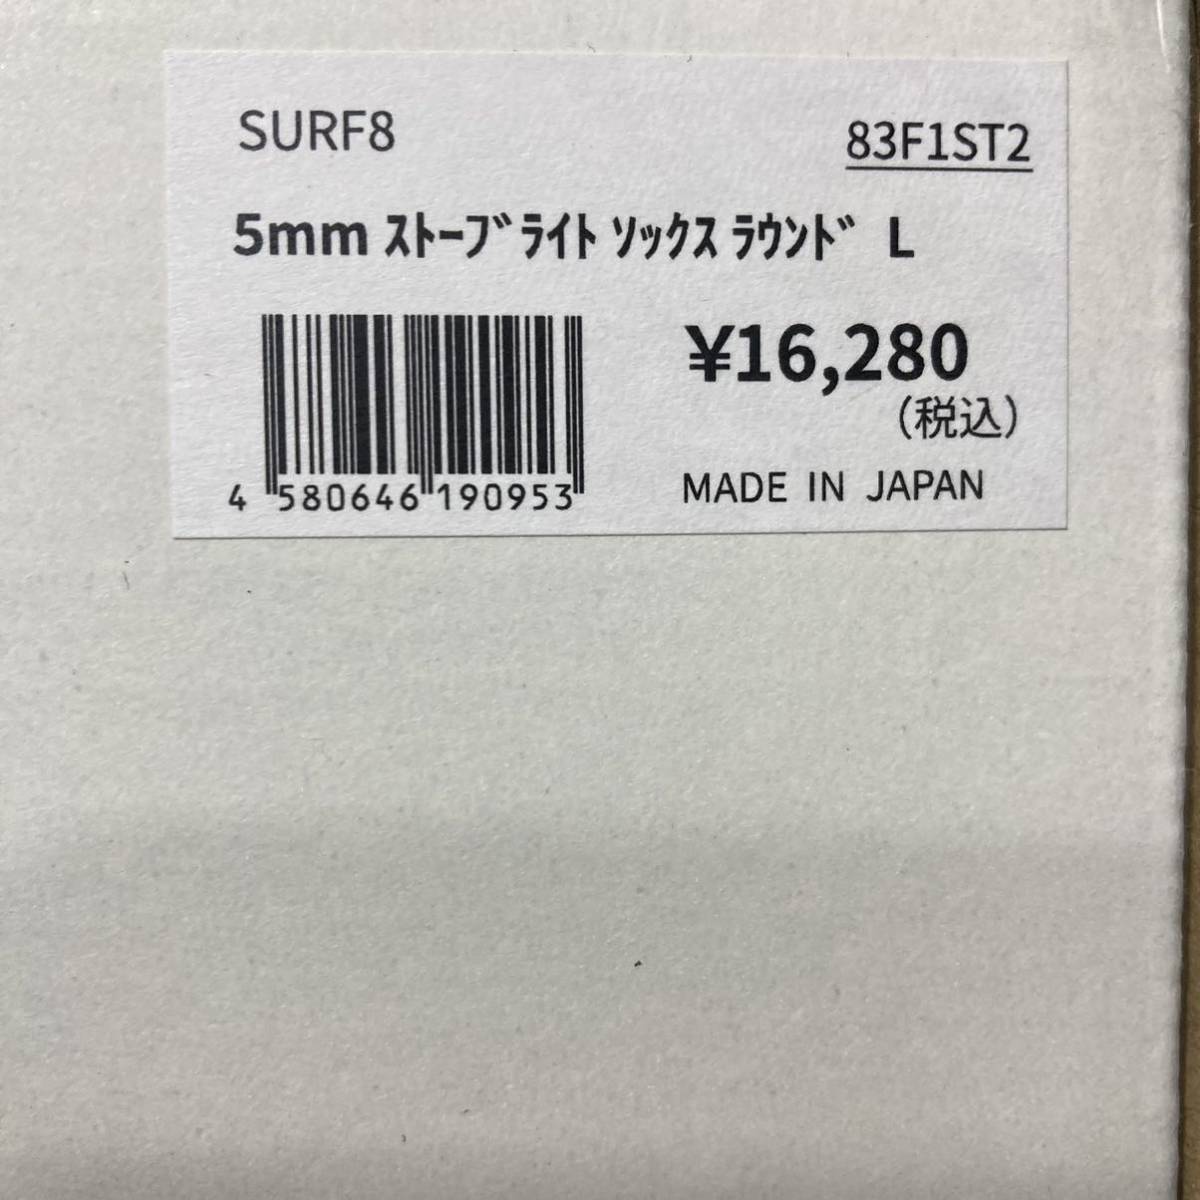 SURF8
83F1ST2
5mm ｽﾄｰﾌﾞﾗｲﾄ ｿｯｸｽ ﾗｳﾝﾄﾞ L
¥16,280
（税込）
4 580646 190953
MADE IN JAPAN